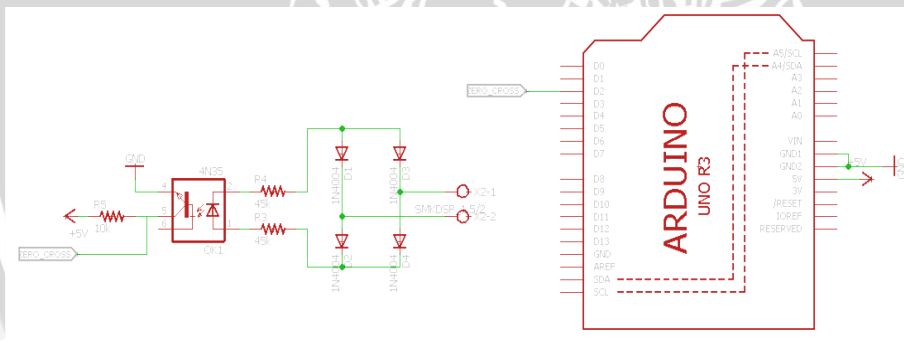 GND
4N35
4
5
6
2
1
OK1
R5
10k
+5V
ZERO_CROSS
R4
45k
R3
45k
D1
1N4004
D3
1N4004
D2
1N4004
D4
1N4004
X2-1
X2-2
ZERO_CROSS
ARDUINO
UNO R3
D0
D1
D2
D3
D4
D5
D6
D7
D8
D9
D10
D11
D12
D13
GND
AREF
SDA
SCL
A5/SCL
A4/SDA
A3
A2
A1
A0
VIN
GND1
GND2
5V
3V
/RESET
IOREF
RESERVED
+5V
GND